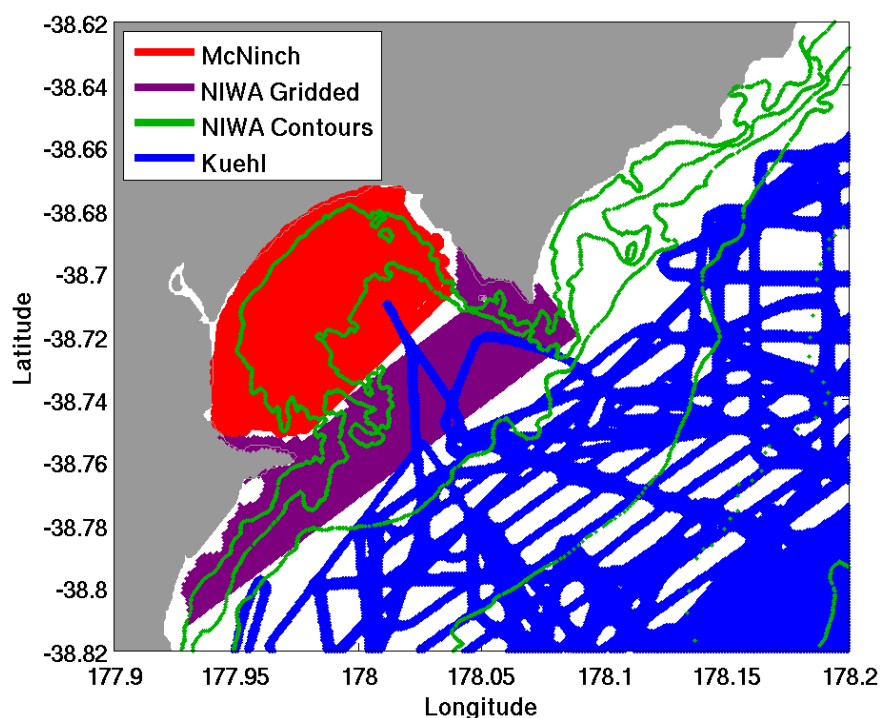 -38.62
-38.64
-38.66
-38.68
-38.7
-38.72
-38.74
-38.76
-38.78
-38.8
-38.82
Latitude
McNinch
NIWA Gridded
NIWA Contours
Kuehl
177.9 177.95 178 178.05 178.1 178.15 178.2
Longitude